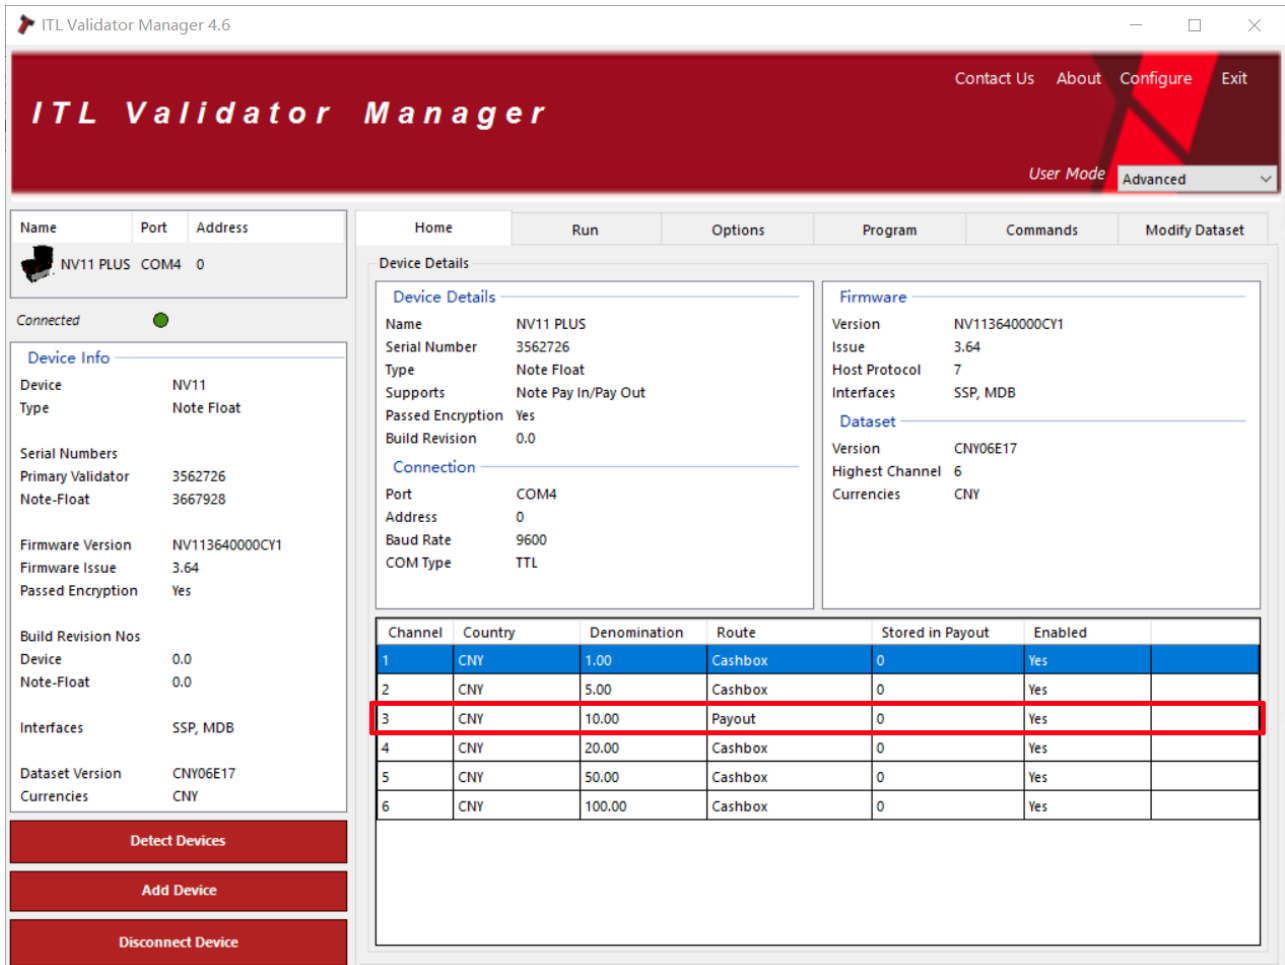 ITL Validator Manager 4.6
Contact Us About Configure Exit
ITL Validator Manager
User Mode Advanced
Name Port Address
NV11 PLUS COM4 0
Connected
Device Info
Device NV11
Type Note Float
Serial Numbers
Primary Validator 3562726
Note-Float 3667928
Firmware Version NV113640000CY1
Firmware Issue 3.64
Passed Encryption Yes
Build Revision Nos
Device 0.0
Note-Float 0.0
Interfaces SSP, MDB
Dataset Version CNY06E17
Currencies CNY
Detect Devices
Add Device
Disconnect Device
Home Run Options Program Commands Modify Dataset
Device Details
Device Details
Name NV11 PLUS
Serial Number 3562726
Type Note Float
Supports Note Pay In/Pay Out
Passed Encryption Yes
Build Revision 0.0
Connection
Port COM4
Address 0
Baud Rate 9600
COM Type TTL
Firmware
Version NV113640000CY1
Issue 3.64
Host Protocol 7
Interfaces SSP, MDB
Dataset
Version CNY06E17
Highest Channel 6
Currencies CNY
Channel Country Denomination Route Stored in Payout Enabled
1 CNY 1.00 Cashbox 0 Yes
2 CNY 5.00 Cashbox 0 Yes
3 CNY 10.00 Payout 0 Yes
4 CNY 20.00 Cashbox 0 Yes
5 CNY 50.00 Cashbox 0 Yes
6 CNY 100.00 Cashbox 0 Yes